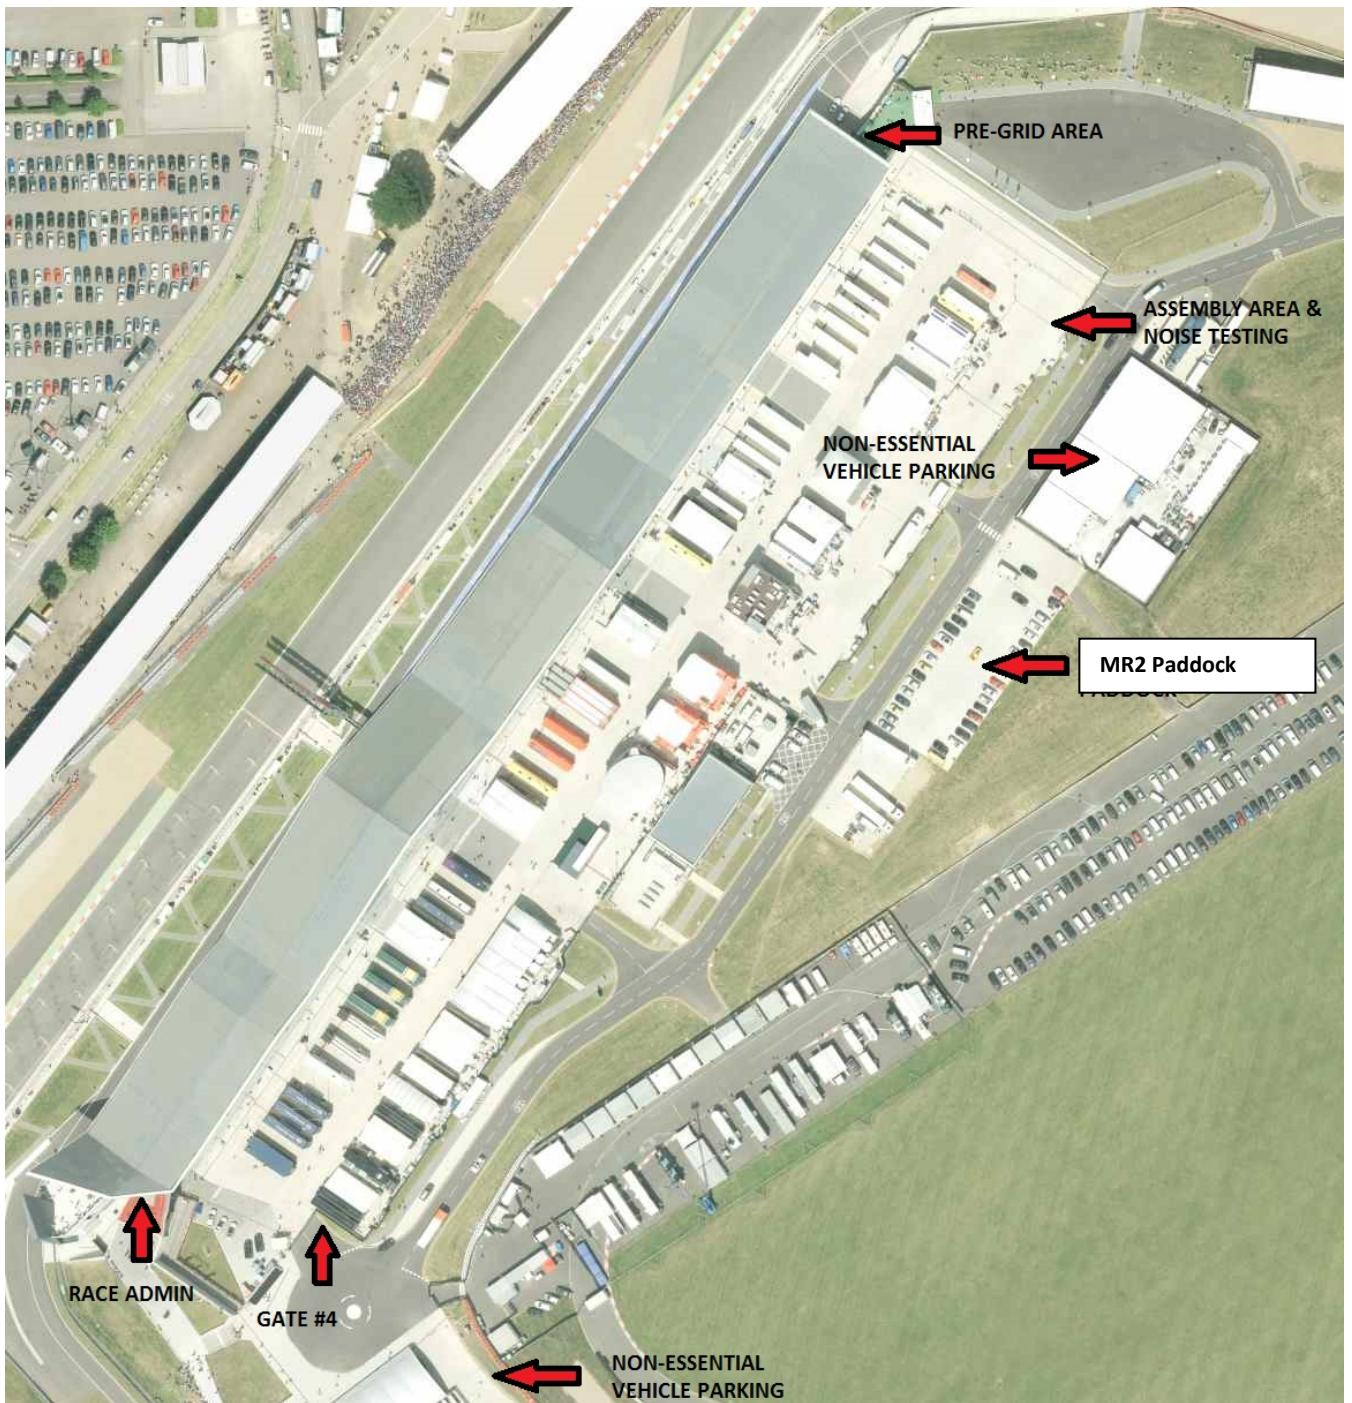 PRE-GRID AREA
ASSEMBLY AREA &
NOISE TESTING
NON-ESSENTIAL
VEHICLE PARKING
MR2 Paddock
PADDOCK
RACE ADMIN
GATE #4
NON-ESSENTIAL
VEHICLE PARKING